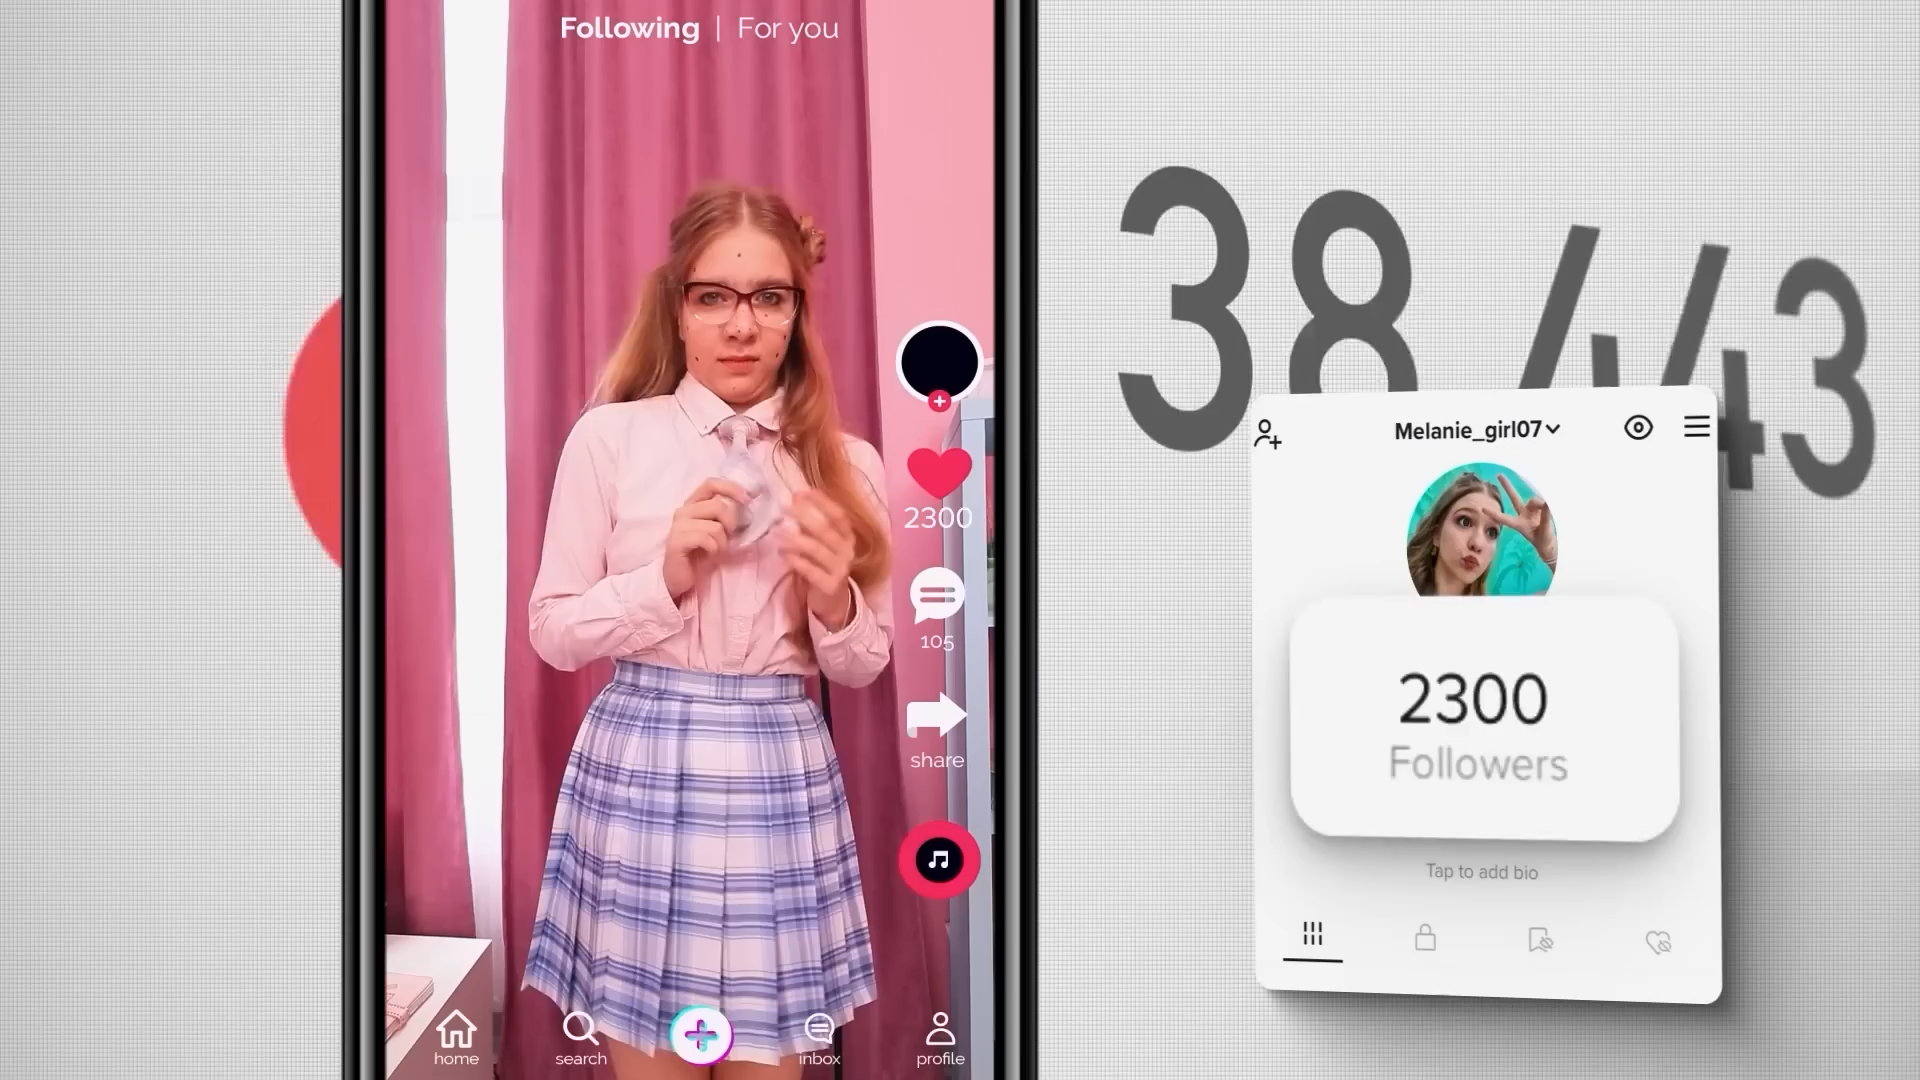 Following | For you
38 443
Melanie_girl07
2300
105
share
2300
Followers
Tap to add bio
home
search
inbox
profile